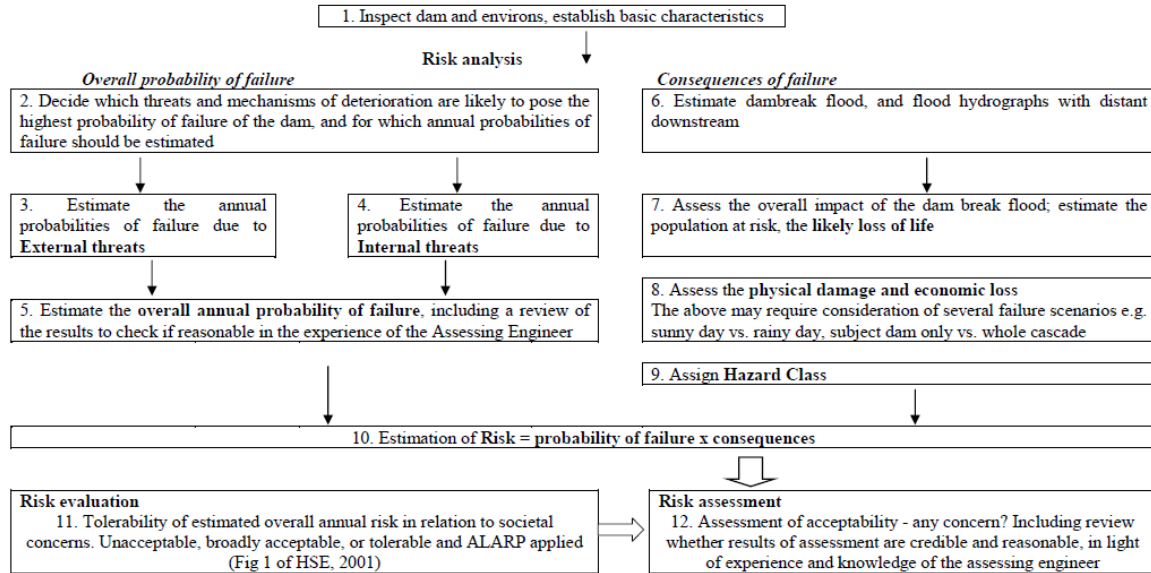 1. Inspect dam and environs, establish basic characteristics
Risk analysis
Overall probability of failure
2. Decide which threats and mechanisms of deterioration are likely to pose the
highest probability of failure of the dam, and for which annual probabilities of
failure should be estimated
3. Estimate the annual
probabilities of failure due to
External threats
4. Estimate the annual
probabilities of failure due to
Internal threats
5. Estimate the overall annual probability of failure, including a review of
the results to check if reasonable in the experience of the Assessing Engineer
Consequences of failure
6. Estimate dambreak flood, and flood hydrographs with distant
downstream
7. Assess the overall impact of the dam break flood; estimate the
population at risk, the likely loss of life
8. Assess the physical damage and economic loss
The above may require consideration of several failure scenarios e.g.
sunny day vs. rainy day, subject dam only vs. whole cascade
9. Assign Hazard Class
10. Estimation of Risk = probability of failure x consequences
Risk evaluation
11. Tolerability of estimated overall annual risk in relation to societal
concerns. Unacceptable, broadly acceptable, or tolerable and ALARP applied
(Fig 1 of HSE, 2001)
Risk assessment
12. Assessment of acceptability - any concern? Including review
whether results of assessment are credible and reasonable, in light
of experience and knowledge of the assessing engineer